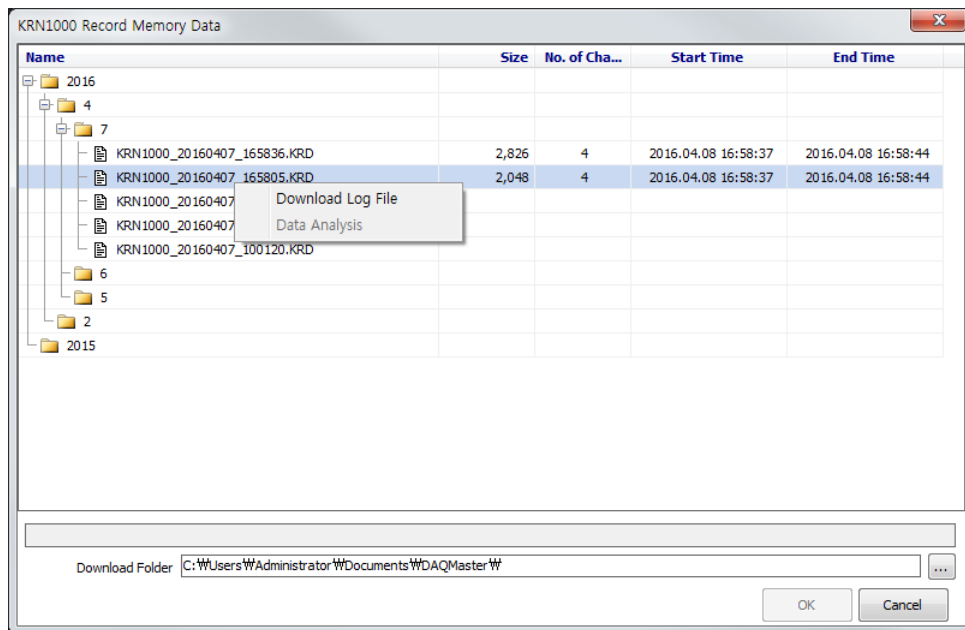 KRN1000 Record Memory Data
Name Size No. of Cha... Start Time End Time
2016
4
7
KRN1000_20160407_165836.KRD 2,826 4 2016.04.08 16:58:37 2016.04.08 16:58:44
KRN1000_20160407_165805.KRD 2,048 4 2016.04.08 16:58:37 2016.04.08 16:58:44
Download Log File
KRN1000_20160407
Data Analysis
KRN1000_20160407
KRN1000_20160407_100120.KRD
6
5
2
2015
Download Folder C:₩Users₩Administrator₩Documents₩DAQMaster₩ ...
OK Cancel